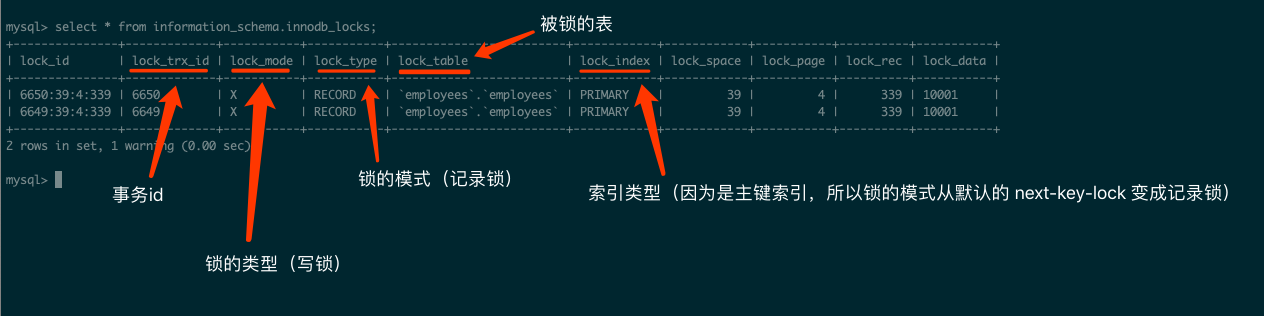 mysql> select * from information_schema.innodb_locks;
被锁的表
+---------------+-------------+-----------+-----------+-------------------------+------------+------------+-----------+----------+-----------+
| lock_id | lock_trx_id | lock_mode | lock_type | lock_table | lock_index | lock_space | lock_page | lock_rec | lock_data |
+---------------+-------------+-----------+-----------+-------------------------+------------+------------+-----------+----------+-----------+
| 6650:39:4:339 | 6650 | X | RECORD | `employees`.`employees` | PRIMARY | 39 | 4 | 339 | 10001 |
| 6649:39:4:339 | 6649 | X | RECORD | `employees`.`employees` | PRIMARY | 39 | 4 | 339 | 10001 |
+---------------+-------------+-----------+-----------+-------------------------+------------+------------+-----------+----------+-----------+
2 rows in set, 1 warning (0.00 sec)
mysql>
锁的模式（记录锁）
事务id
索引类型（因为是主键索引，所以锁的模式从默认的 next-key-lock 变成记录锁）
锁的类型（写锁）